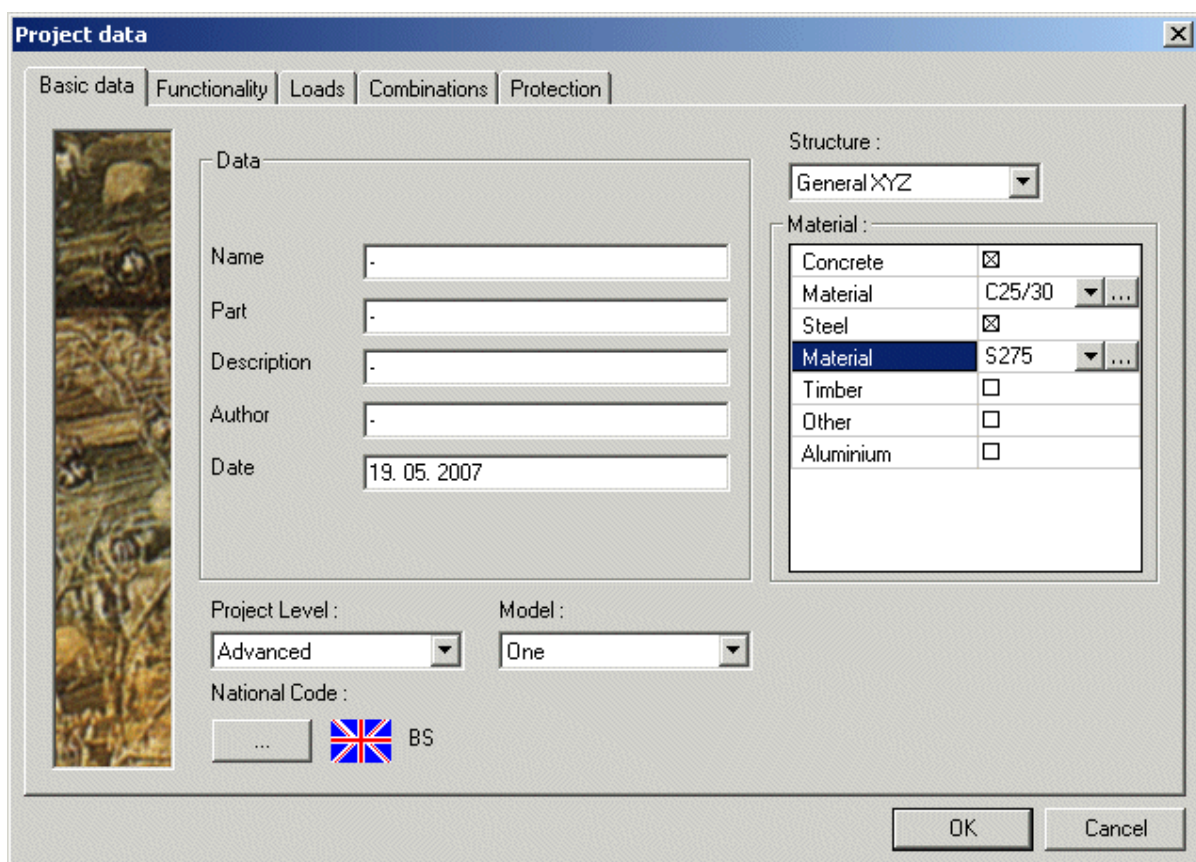 Project data
Basic data Functionality Loads Combinations Protection
Data
Name -
Part -
Description -
Author -
Date 19. 05. 2007
Structure :
General XYZ
Material :
Concrete
Material C25/30 ...
Steel
Material S275 ...
Timber
Other
Aluminium
Project Level : Model :
Advanced One
National Code :
... BS
OK Cancel